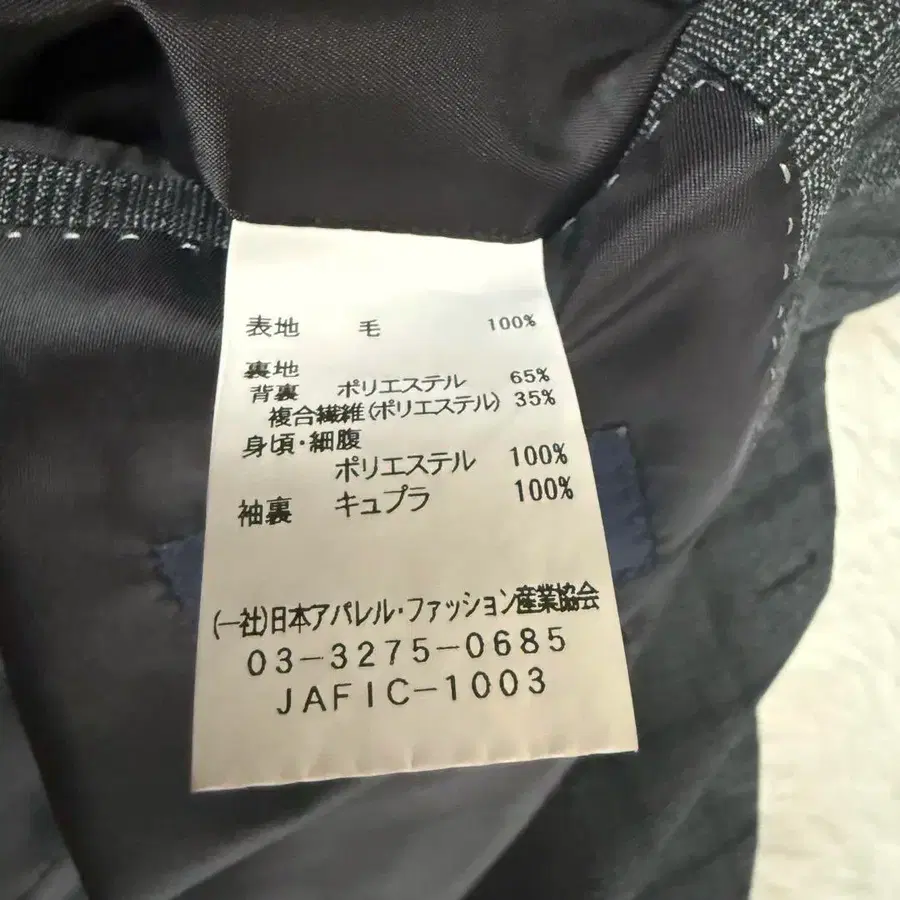 表地 毛 100%
裏地
背裏 ポリエステル 65%
複合繊維(ポリエステル) 35%
身頃・細腹
ポリエステル 100%
袖裏 キュプラ 100%
(一社)日本アパレル・ファッション産業協会
03-3275-0685
JAFIC-1003